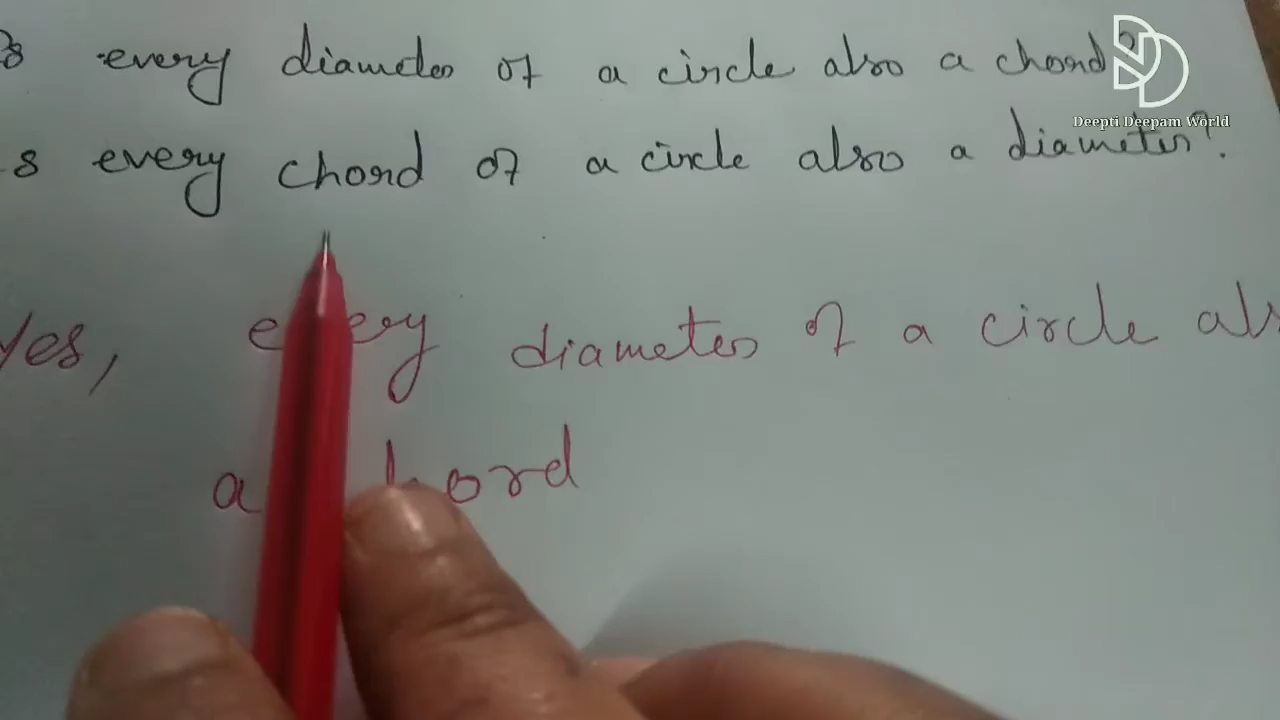 every diameter of a circle also a chord?
Deepti Deepam World
every chord of a circle also a diameter?
Yes, every diameter of a circle
a chord